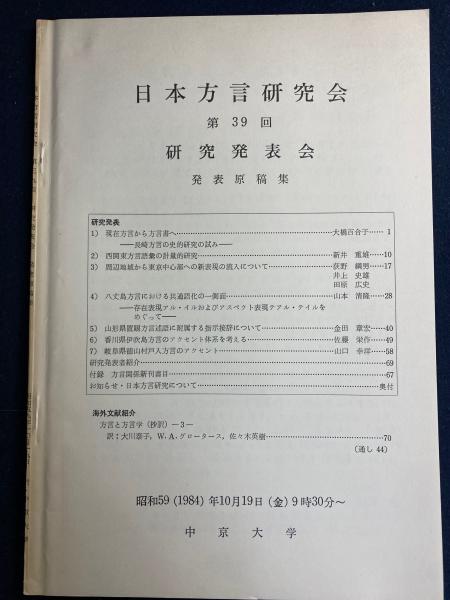 日本方言研究会
第39回
研究発表会
発表原稿集
研究発表
1) 現在方言から方言書へ……大橋百合子……1
――長崎方言の史的研究の試み――
2) 西関東方言語彙の計量的研究……新井 重雄……10
3) 周辺地域から東京中心部への新表現の流入について……荻野 綱男……17
井上 史雄
田原 広史
4) 八丈島方言における共通語化の一側面……山本 清隆……28
――存在表現アル・イルおよびアスペクト表現テアル・テイルを
めぐって――
5) 山形県置賜方言述語に附属する指示接辞について……金田 章宏……40
6) 香川県伊吹島方言のアクセント体系を考える……佐藤 栄作……49
7) 岐阜県徳山村戸入方言のアクセント……山口 幸洋……58
研究発表者紹介……69
付録 方言関係新刊書目……67
お知らせ・日本方言研究について……奥付
海外文献紹介
方言と方言学(抄訳)―3―
訳:大川泰子,W.A.グロータース,佐々木英樹……70
(通し 44)
昭和59 (1984) 年10月19日 (金) 9時30分~
中京大学